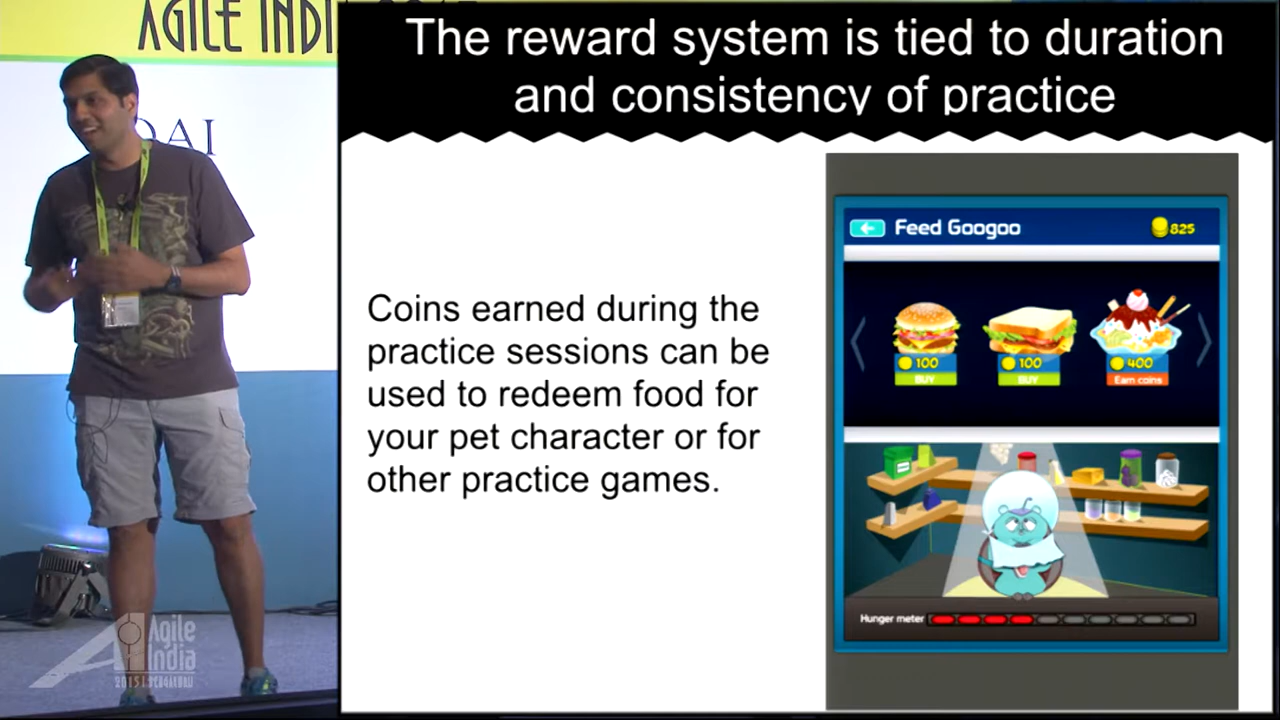 AGILE INDI
The reward system is tied to duration
and consistency of practice
Coins earned during the
practice sessions can be
used to redeem food for
your pet character or for
other practice games.
Feed Googoo
825
100
100
400
BUY
BUY
Earn coins
Hunger meter
Agile
India
2015 | BENGALURU